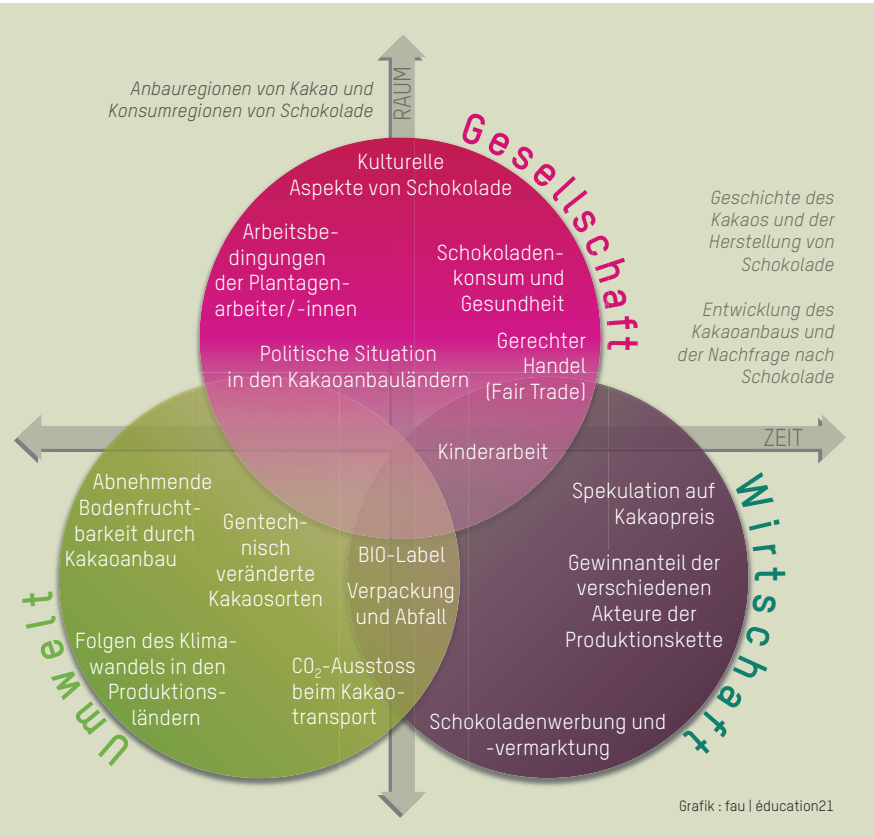 Anbauregionen von Kakao und
Konsumregionen von Schokolade
RAUM
Gesellschaft
Kulturelle
Aspekte von Schokolade
Arbeitsbe-
dingungen
der Plantagen-
arbeiter/-innen
Schokoladen-
konsum und
Gesundheit
Politische Situation
in den Kakaoanbauländern
Gerechter
Handel
(Fair Trade)
Geschichte des
Kakaos und der
Herstellung von
Schokolade
Entwicklung des
Kakaoanbaus und
der Nachfrage nach
Schokolade
ZEIT
Kinderarbeit
Umwelt
Abnehmende
Bodenfrucht-
barkeit durch
Kakaoanbau
Gentech-
nisch
veränderte
Kakaosorten
Folgen des Klima-
wandels in den
Produktions-
ländern
BIO-Label
Verpackung
und Abfall
CO₂-Ausstoss
beim Kakao-
transport
Wirtschaft
Spekulation auf
Kakaopreis
Gewinnanteil der
verschiedenen
Akteure der
Produktionskette
Schokoladenwerbung und
-vermarktung
Grafik : fau | éducation21